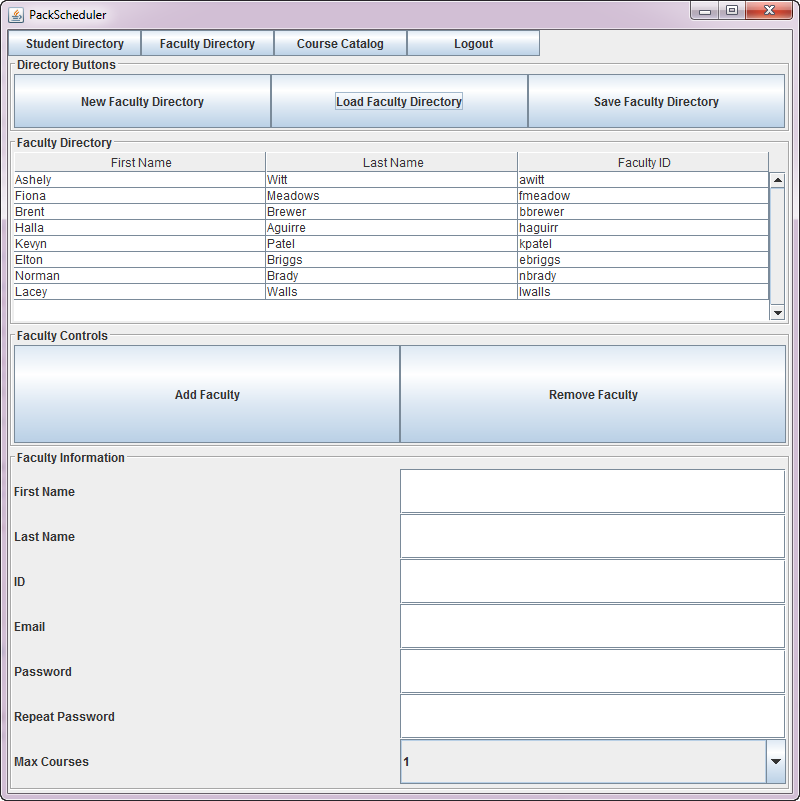 PackScheduler
Student Directory Faculty Directory Course Catalog Logout
Directory Buttons
New Faculty Directory Load Faculty Directory Save Faculty Directory
Faculty Directory
First Name Last Name Faculty ID
Ashely Witt awitt
Fiona Meadows fmeadow
Brent Brewer bbrewer
Halla Aguirre haguirr
Kevyn Patel kpatel
Elton Briggs ebriggs
Norman Brady nbrady
Lacey Walls lwalls
Faculty Controls
Add Faculty Remove Faculty
Faculty Information
First Name
Last Name
ID
Email
Password
Repeat Password
Max Courses 1